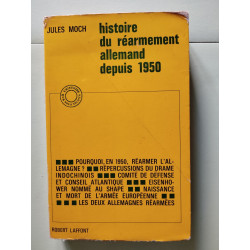 JULES MOCH
histoire
du réarmement
allemand
depuis 1950
■■■ POURQUOI, EN 1950, RÉARMER L'AL-
LEMAGNE ? ■■ RÉPERCUSSIONS DU DRAME
INDOCHINOIS ■■ COMITÉ DE DÉFENSE
ET CONSEIL ATLANTIQUE ■■■ EISENHO-
WER NOMMÉ AU SHAPE ■■ NAISSANCE
ET MORT DE L'ARMÉE EUROPÉENNE ■■
■■■ LES DEUX ALLEMAGNES RÉARMÉES
ROBERT LAFFONT